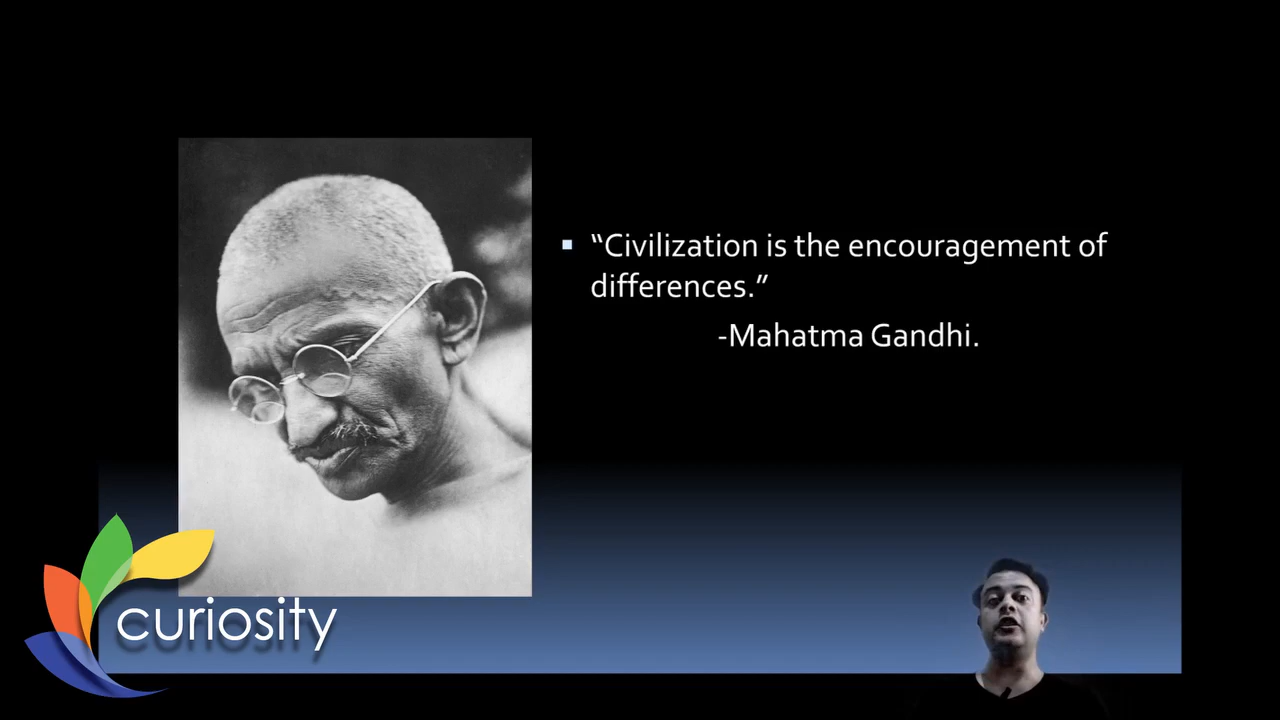 “Civilization is the encouragement of
differences.”
-Mahatma Gandhi.
curiosity